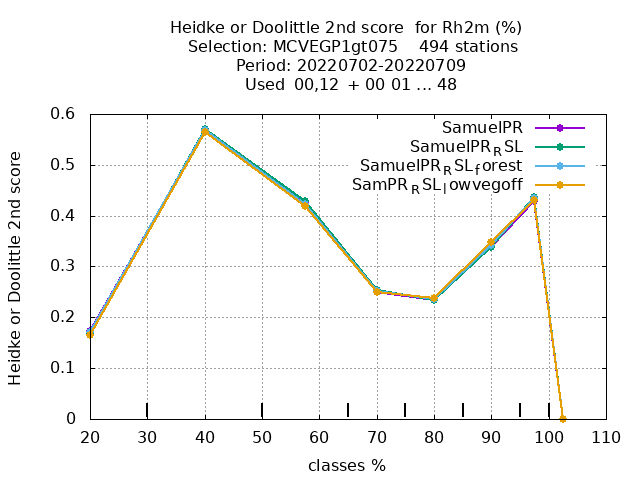 Heidke or Doolittle 2nd score  for Rh2m (%)
Selection: MCVEGP1gt075    494 stations
Period: 20220702-20220709
Used  00,12  + 00 01 ... 48
SamuelPR
SamuelPR_RSL
SamuelPR_RSL_forest
SamPR_RSL_lowvegoff
Heidke or Doolittle 2nd score
0.6
0.5
0.4
0.3
0.2
0.1
0
20 30 40 50 60 70 80 90 100 110
classes %